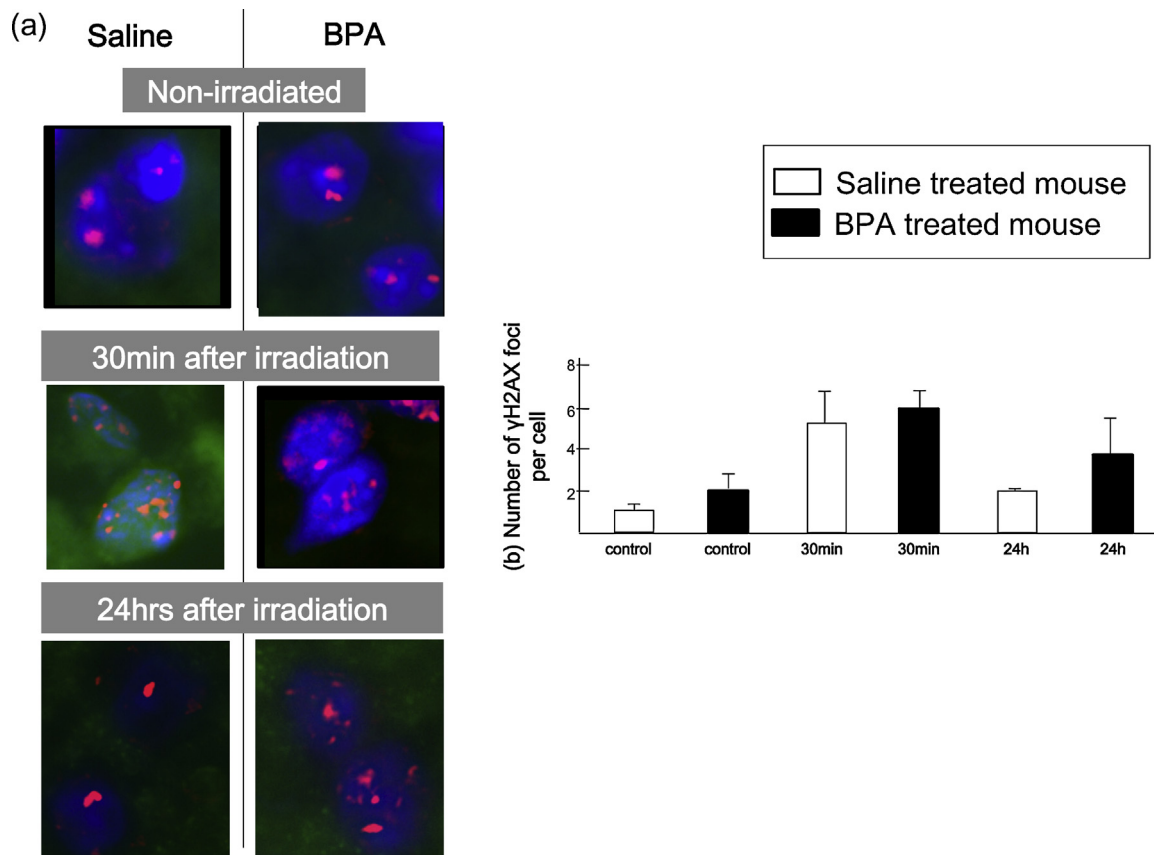 (a)
Saline
BPA
Non-irradiated
30min after irradiation
24hrs after irradiation
Saline treated mouse
BPA treated mouse
(b) Number of γH2AX foci
per cell
8
6
4
2
control
control
30min
30min
24h
24h